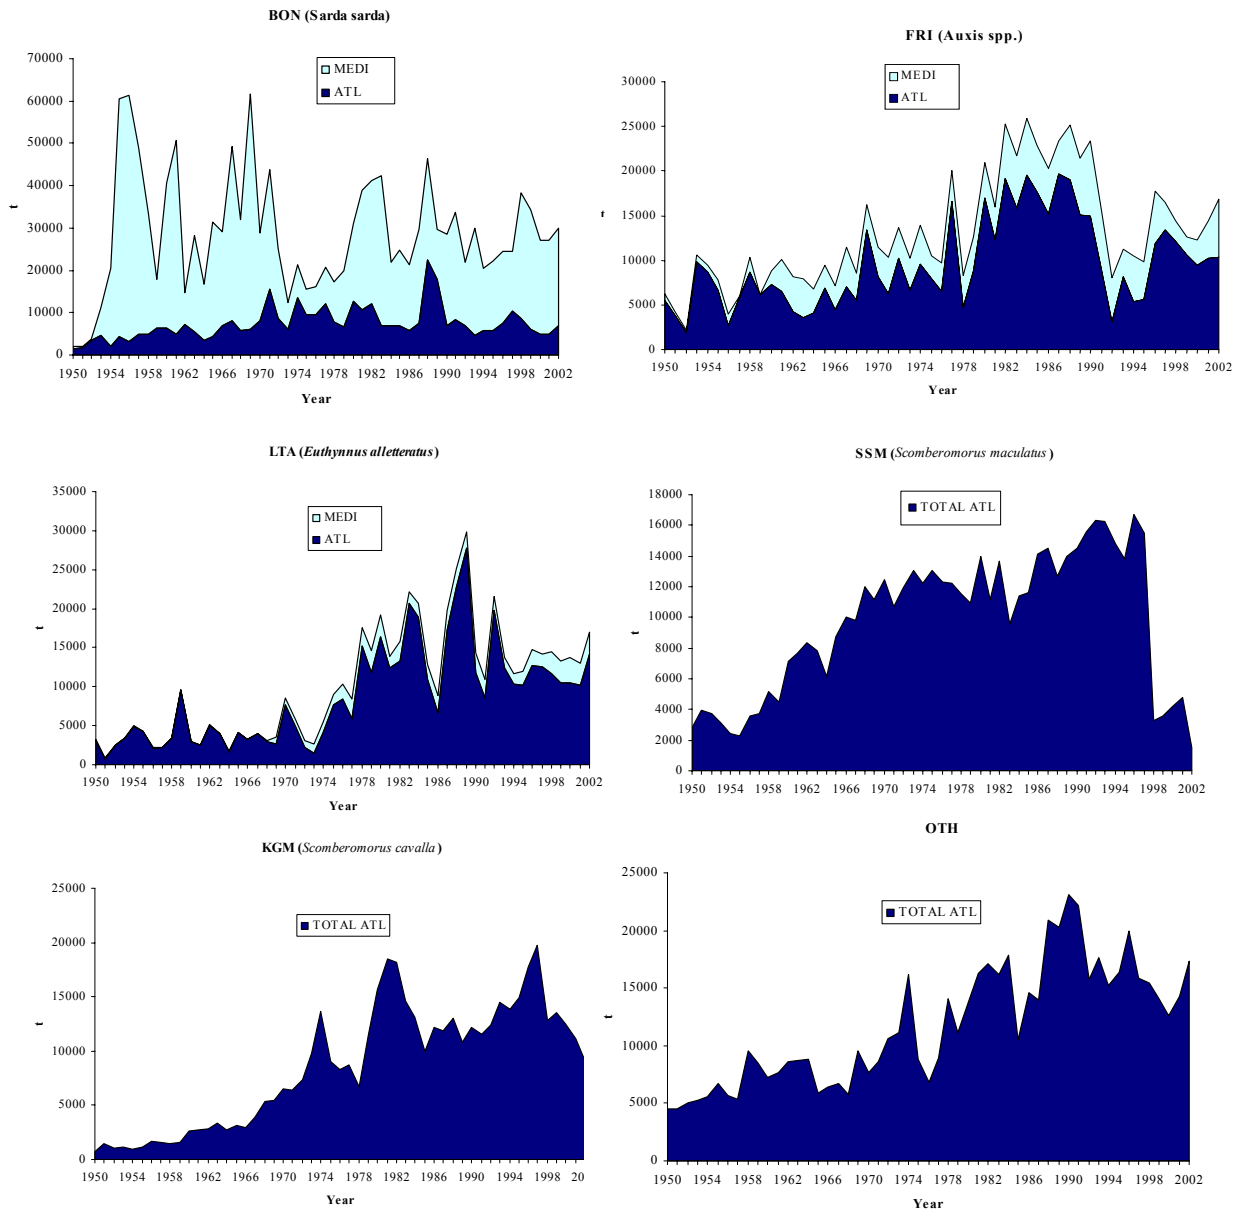 BON (Sarda sarda)
70000
60000
50000
40000
30000
20000
10000
0
t
MEDI
ATL
1950 1954 1958 1962 1966 1970 1974 1978 1982 1986 1990 1994 1998 2002
Year
FRI (Auxis spp.)
30000
25000
20000
15000
10000
5000
0
t
MEDI
ATL
1950 1954 1958 1962 1966 1970 1974 1978 1982 1986 1990 1994 1998 2002
Year
LTA (Euthynnus alletteratus)
35000
30000
25000
20000
15000
10000
5000
0
t
MEDI
ATL
1950 1954 1958 1962 1966 1970 1974 1978 1982 1986 1990 1994 1998 2002
Year
SSM (Scomberomorus maculatus)
18000
16000
14000
12000
10000
8000
6000
4000
2000
0
t
TOTAL ATL
1950 1954 1958 1962 1966 1970 1974 1978 1982 1986 1990 1994 1998 2002
KGM (Scomberomorus cavalla)
25000
20000
15000
10000
5000
0
t
TOTAL ATL
1950 1954 1958 1962 1966 1970 1974 1978 1982 1986 1990 1994 1998 20
Year
OTH
25000
20000
15000
10000
5000
0
t
TOTAL ATL
1950 1954 1958 1962 1966 1970 1974 1978 1982 1986 1990 1994 1998 2002
Year